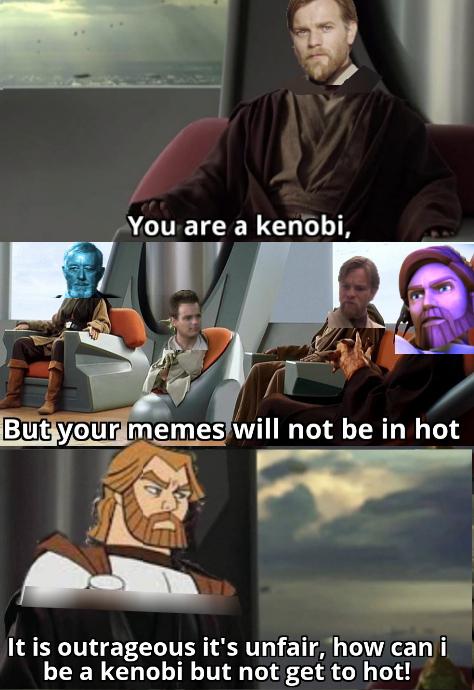 You are a kenobi,
But your memes will not be in hot
It is outrageous it's unfair, how can i
be a kenobi but not get to hot!